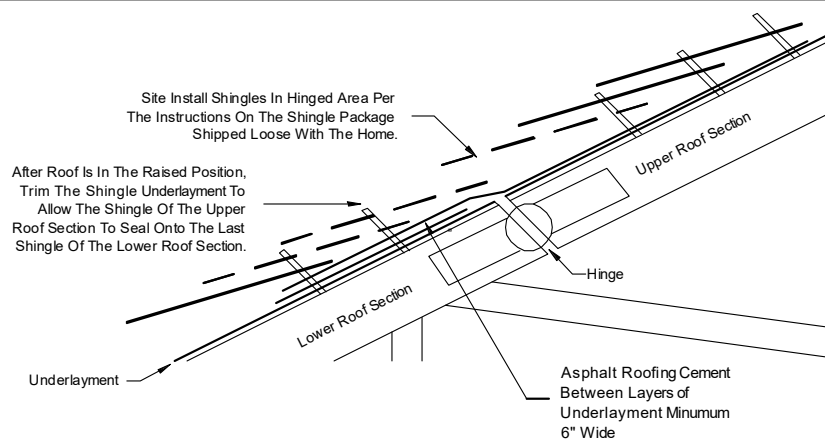 Site Install Shingles In Hinged Area Per
The Instructions On The Shingle Package
Shipped Loose With The Home.
After Roof Is In The Raised Position,
Trim The Shingle Underlayment To
Allow The Shingle Of The Upper
Roof Section To Seal Onto The Last
Shingle Of The Lower Roof Section.
Upper Roof Section
Hinge
Lower Roof Section
Underlayment
Asphalt Roofing Cement
Between Layers of
Underlayment Minumum
6" Wide